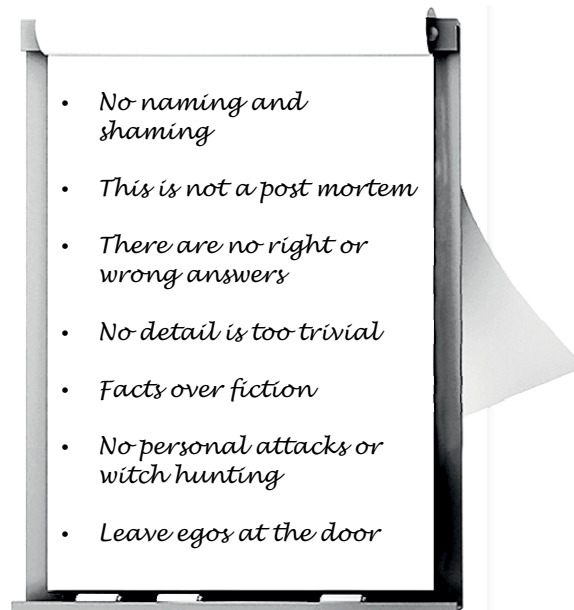 • No naming and
shaming
• This is not a post mortem
• There are no right or
wrong answers
• No detail is too trivial
• Facts over fiction
• No personal attacks or
witch hunting
• Leave egos at the door